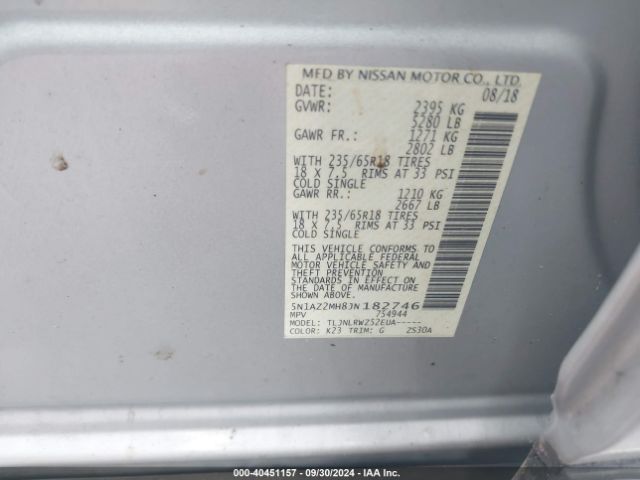 MFD BY NISSAN MOTOR CO., LTD.
DATE: 08/18
GVWR: 2395 KG
5280 LB
GAWR FR.: 1271 KG
2802 LB
WITH 235/65R18 TIRES
18 X 7.5 RIMS AT 33 PSI
COLD SINGLE
GAWR RR.: 1210 KG
2667 LB
WITH 235/65R18 TIRES
18 X 7.5 RIMS AT 33 PSI
COLD SINGLE
THIS VEHICLE CONFORMS TO
ALL APPLICABLE FEDERAL
MOTOR VEHICLE SAFETY AND
THEFT PREVENTION
STANDARDS IN EFFECT ON
THE DATE OF MANUFACTURE
SHOWN ABOVE.
5N1AZ2MH8JN182746
MPV 754944
MODEL: TLJNLRWZ52EUA-----
COLOR: K23 TRIM: G 2S30A
000-40451157 - 09/30/2024 - IAA Inc.